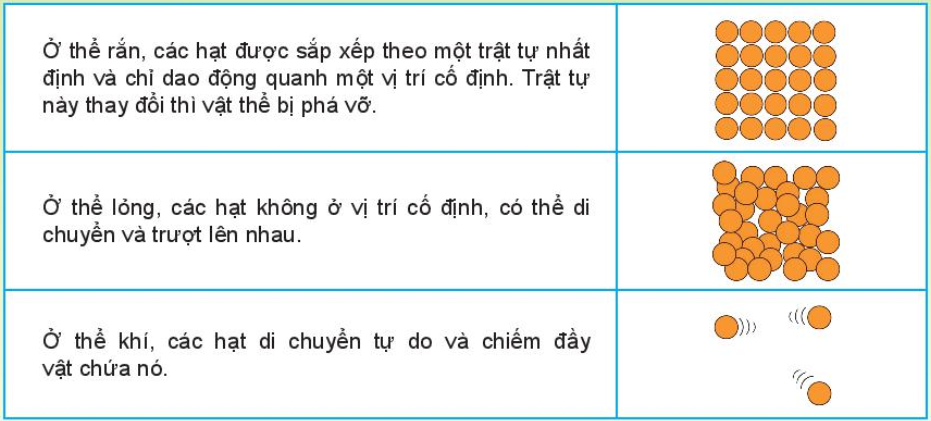 Ở thể rắn, các hạt được sắp xếp theo một trật tự nhất
định và chỉ dao động quanh một vị trí cố định. Trật tự
này thay đổi thì vật thể bị phá vỡ.
Ở thể lỏng, các hạt không ở vị trí cố định, có thể di
chuyển và trượt lên nhau.
Ở thể khí, các hạt di chuyển tự do và chiếm đầy
vật chứa nó.